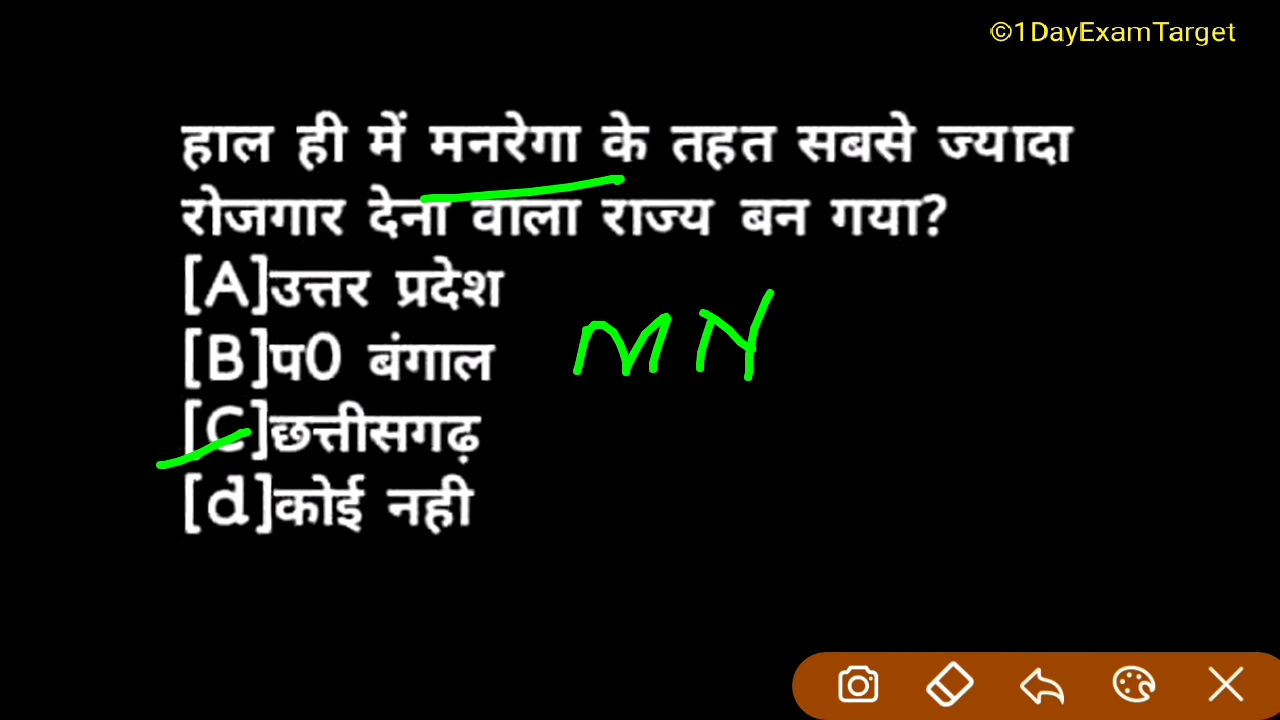 ©1DayExamTarget
हाल ही में मनरेगा के तहत सबसे ज्यादा
रोजगार देना वाला राज्य बन गया?
[A]उत्तर प्रदेश
[B]प0 बंगाल
MN
[C]छत्तीसगढ़
[d]कोई नही